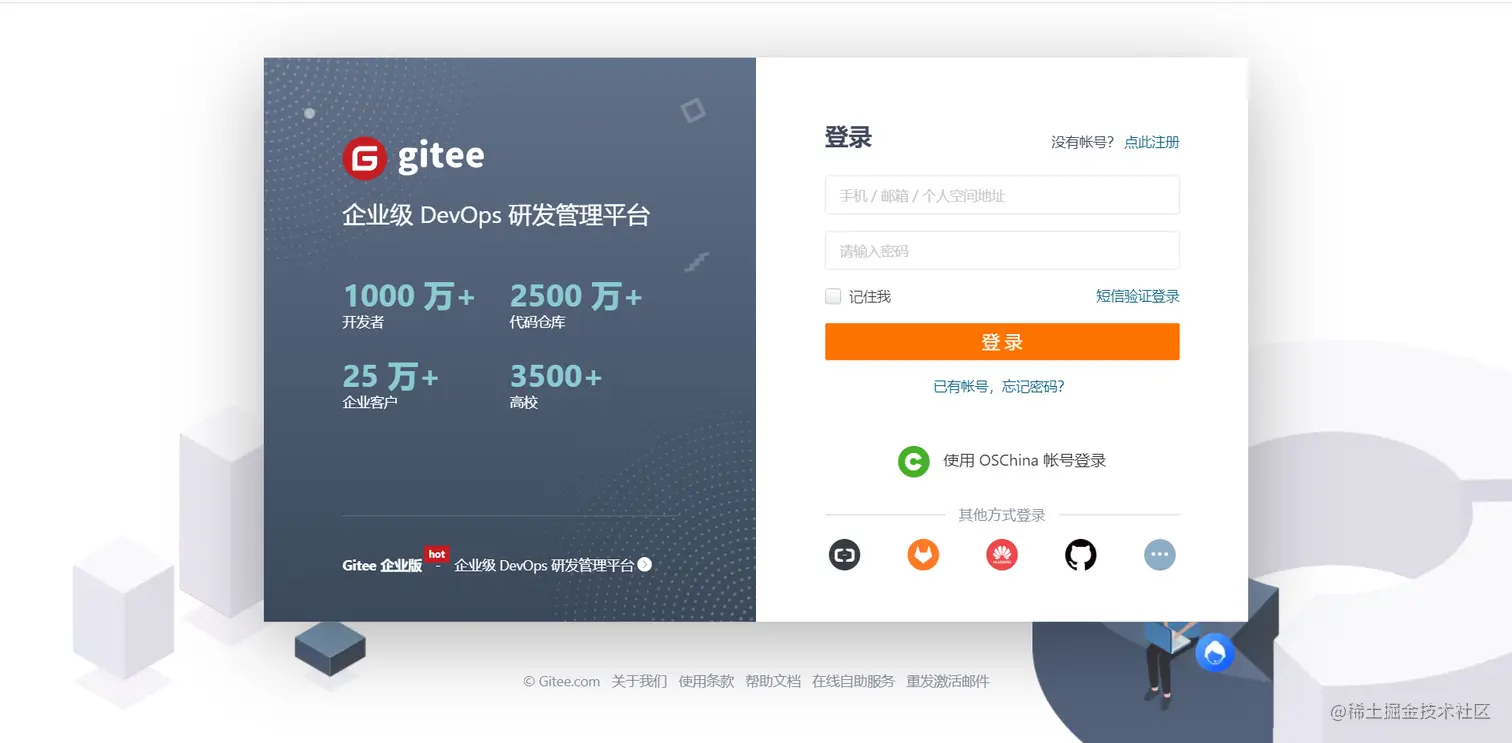 gitee
企业级 DevOps 研发管理平台
1000 万+ 2500 万+
开发者 代码仓库
25 万+ 3500+
企业客户 高校
Gitee 企业版 hot - 企业级 DevOps 研发管理平台
登录 没有帐号? 点此注册
手机 / 邮箱 / 个人空间地址
请输入密码
记住我 短信验证登录
登 录
已有帐号，忘记密码?
使用 OSChina 帐号登录
其他方式登录
HUAWEI
© Gitee.com 关于我们 使用条款 帮助文档 在线自助服务 重发激活邮件
@稀土掘金技术社区